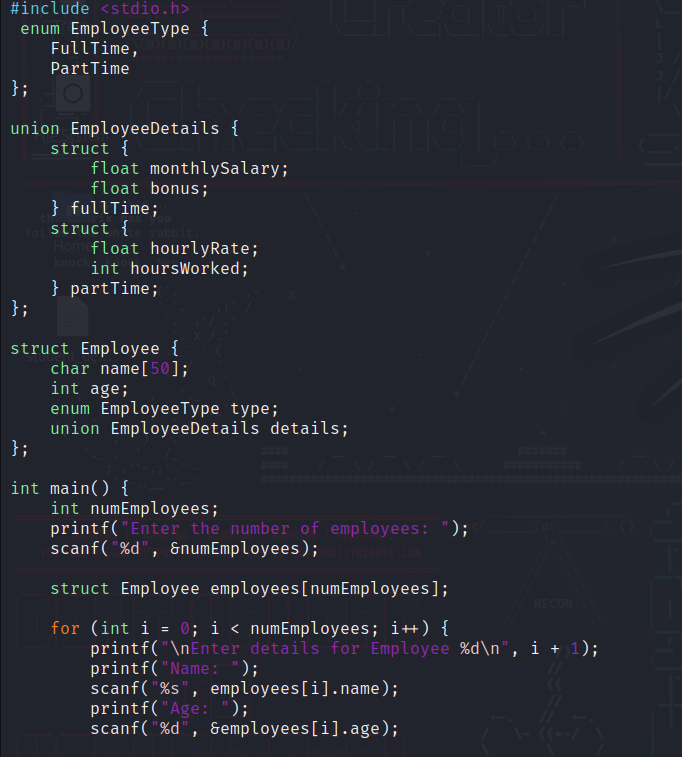 #include <stdio.h>
 enum EmployeeType {
    FullTime,
    PartTime
};

union EmployeeDetails {
    struct {
        float monthlySalary;
        float bonus;
    } fullTime;
    struct {
        float hourlyRate;
        int hoursWorked;
    } partTime;
};

struct Employee {
    char name[50];
    int age;
    enum EmployeeType type;
    union EmployeeDetails details;
};

int main() {
    int numEmployees;
    printf("Enter the number of employees: ");
    scanf("%d", &numEmployees);

    struct Employee employees[numEmployees];

    for (int i = 0; i < numEmployees; i++) {
        printf("\nEnter details for Employee %d\n", i + 1);
        printf("Name: ");
        scanf("%s", employees[i].name);
        printf("Age: ");
        scanf("%d", &employees[i].age);
RECON